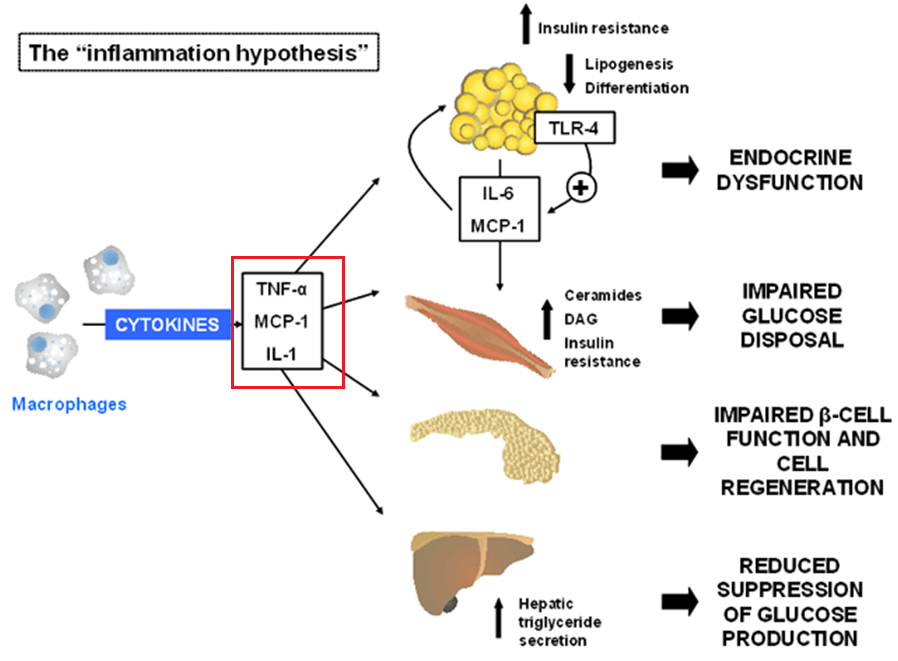 The “inflammation hypothesis”
Insulin resistance
Lipogenesis
Differentiation
TLR-4
+
IL-6
MCP-1
ENDOCRINE
DYSFUNCTION
Macrophages
CYTOKINES
TNF-α
MCP-1
IL-1
Ceramides
DAG
Insulin
resistance
IMPAIRED
GLUCOSE
DISPOSAL
IMPAIRED β-CELL
FUNCTION AND
CELL
REGENERATION
Hepatic
triglyceride
secretion
REDUCED
SUPPRESSION
OF GLUCOSE
PRODUCTION